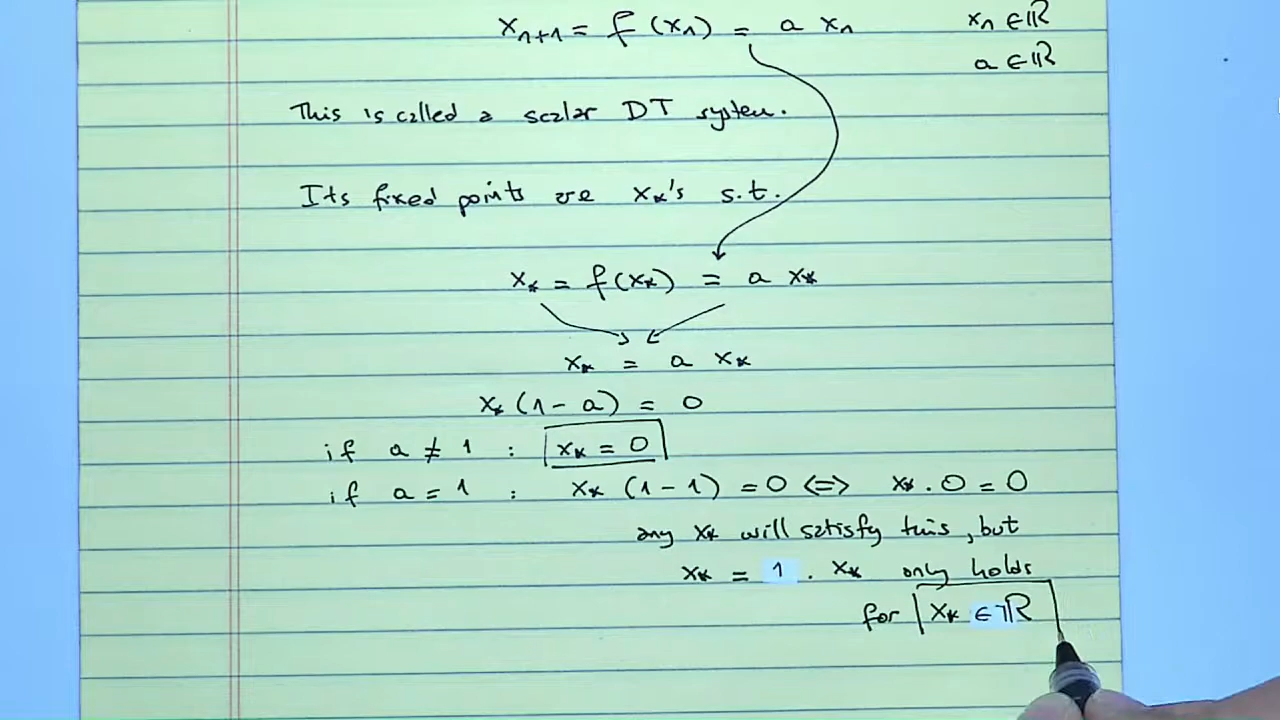 xₙ₊₁ = f(xₙ) = a xₙ xₙ ∈ ℝ
a ∈ ℝ
This is called a scalar DT system.
Its fixed points are x*'s s.t.
x* = f(x*) = a x*
x* = a x*
x* (1 - a) = 0
if a ≠ 1 : x* = 0
if a = 1 : x* (1 - 1) = 0 <=> x* . 0 = 0
any x* will satisfy this, but
x* = 1 . x* only holds
for x* ∈ ℝ